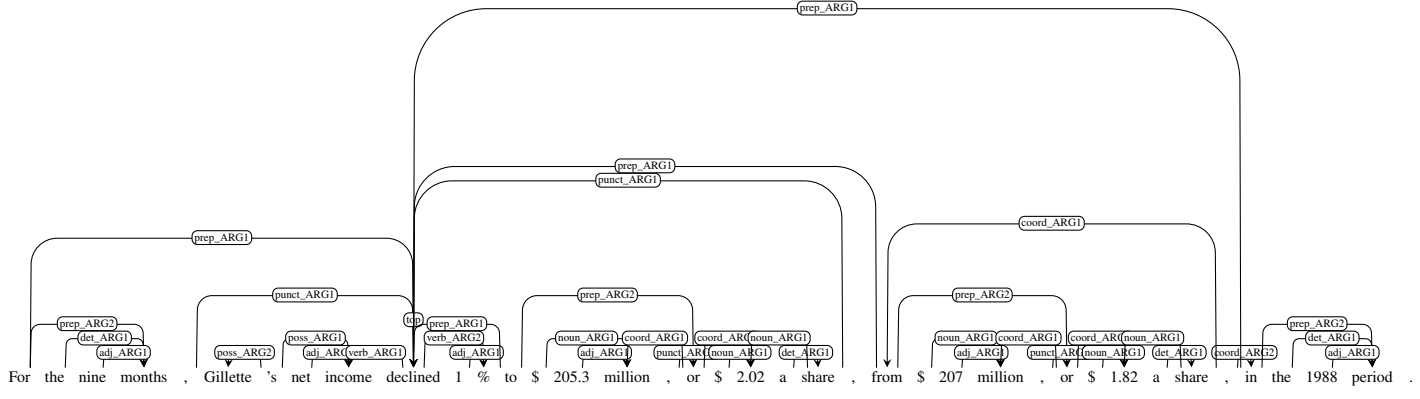 prep_ARG1
prep_ARG1
punct_ARG1
coord_ARG1
prep_ARG1
punct_ARG1 prep_ARG2 prep_ARG2
top
prep_ARG2 prep_ARG1 prep_ARG2
det_ARG1 poss_ARG1 verb_ARG2 noun_ARG1 coord_ARG1 noun_ARG1 noun_ARG1 coord_ARG1 noun_ARG1 det_ARG1
adj_ARG1 poss_ARG2 verb_ARG1 adj_ARG1 adj_ARG1 noun_ARG1 det_ARG1 adj_ARG1 noun_ARG1 det_ARG1 coord_ARG2 adj_ARG1
For the nine months , Gillette 's net income declined 1 % to $ 205.3 million , or $ 2.02 a share , from $ 207 million , or $ 1.82 a share , in the 1988 period .